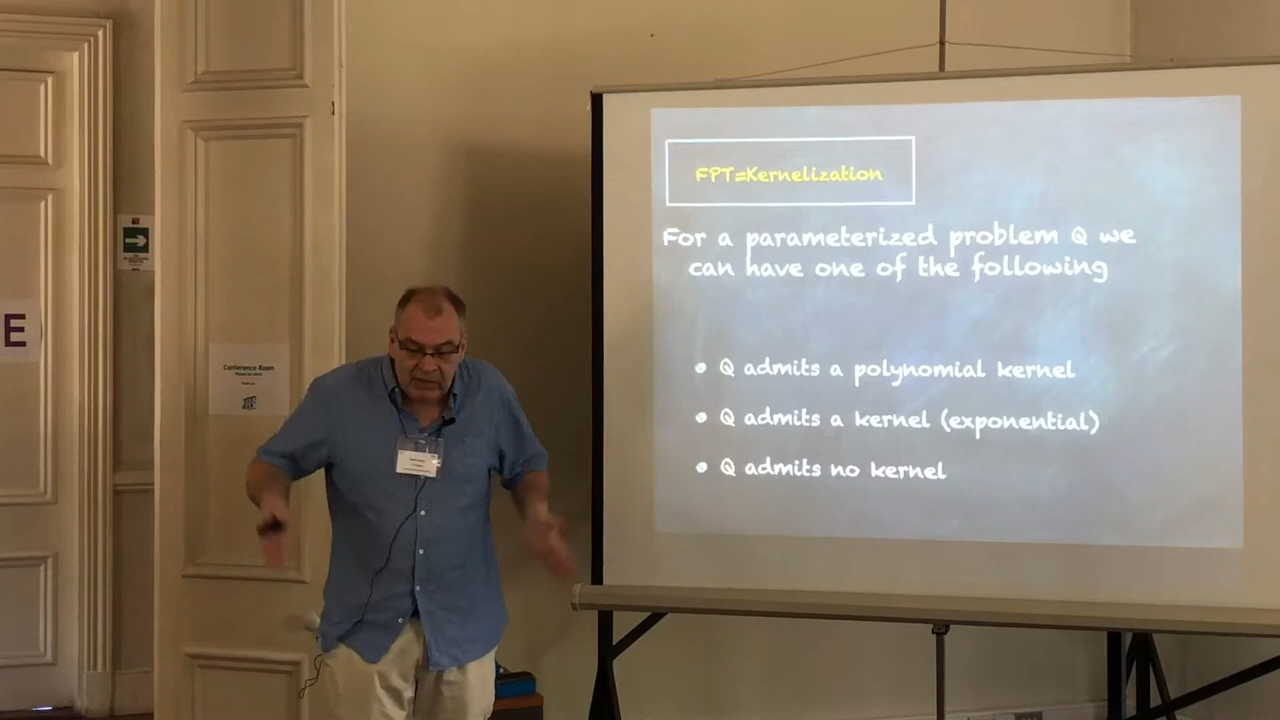 E
Conference Room
FPT=Kernelization
For a parameterized problem Q we
can have one of the following
• Q admits a polynomial kernel
• Q admits a kernel (exponential)
• Q admits no kernel